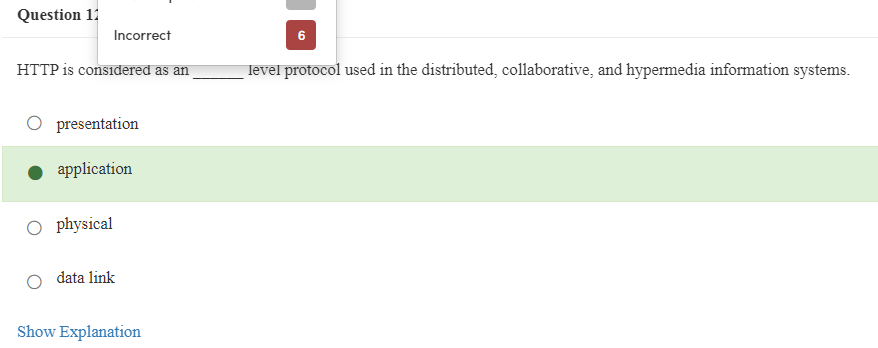 Question 12
Incorrect 6
HTTP is considered as an ______ level protocol used in the distributed, collaborative, and hypermedia information systems.
presentation
application
physical
data link
Show Explanation